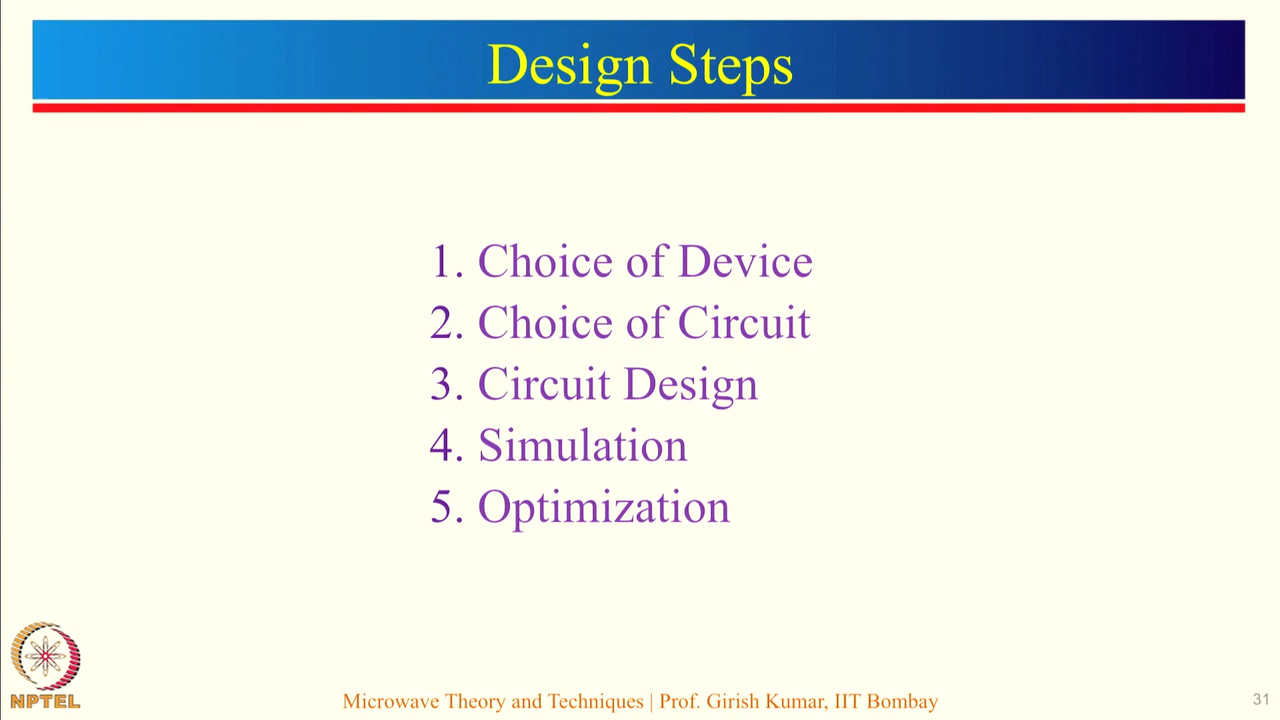 Design Steps
1. Choice of Device
2. Choice of Circuit
3. Circuit Design
4. Simulation
5. Optimization
NPTEL
Microwave Theory and Techniques | Prof. Girish Kumar, IIT Bombay
31